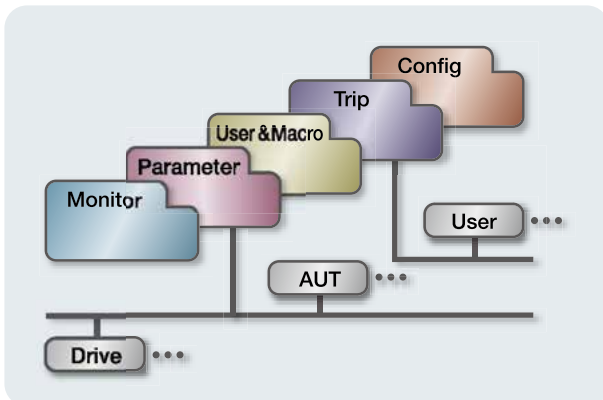 Config
Trip
User & Macro
Parameter
Monitor
User
AUT
Drive